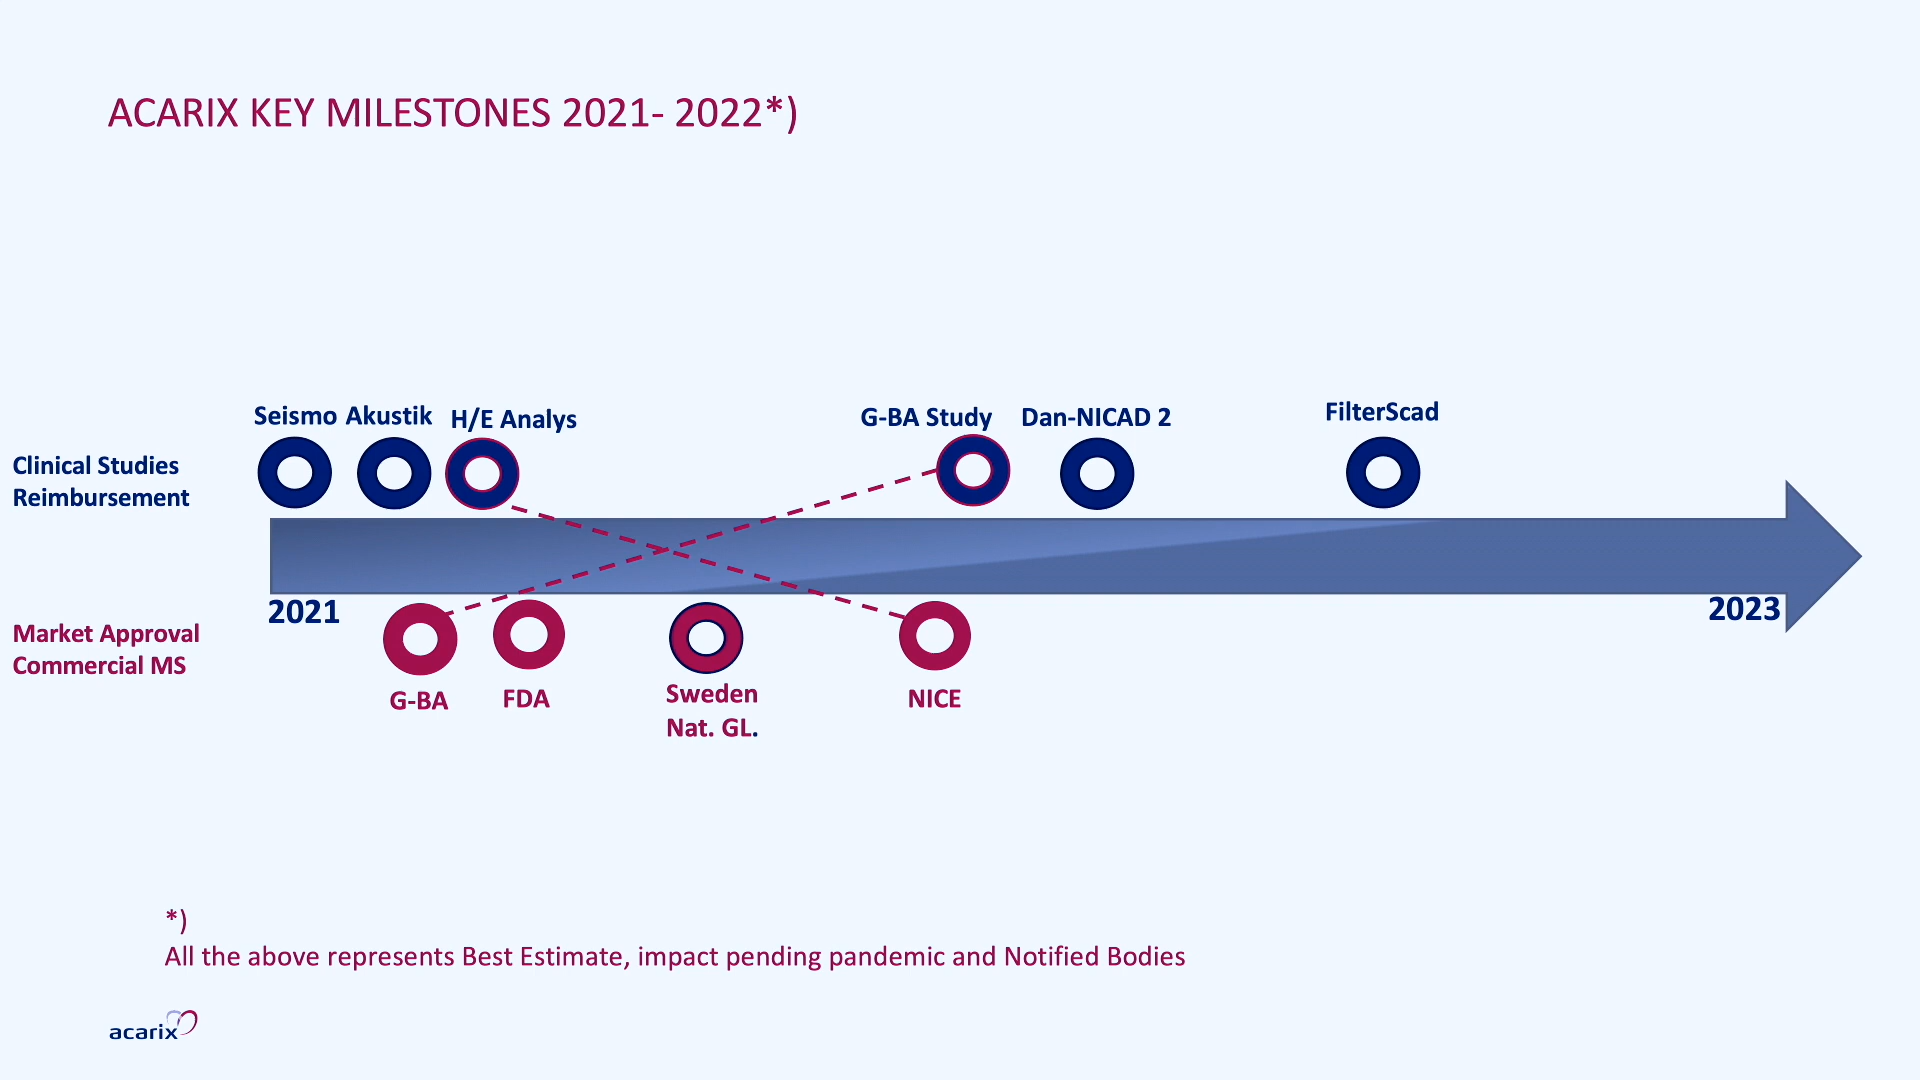 ACARIX KEY MILESTONES 2021- 2022*)
Seismo Akustik
H/E Analys
G-BA Study
Dan-NICAD 2
FilterScad
Clinical Studies
Reimbursement
2021
2023
Market Approval
Commercial MS
G-BA
FDA
Sweden
Nat. GL.
NICE
*)
All the above represents Best Estimate, impact pending pandemic and Notified Bodies
acarix